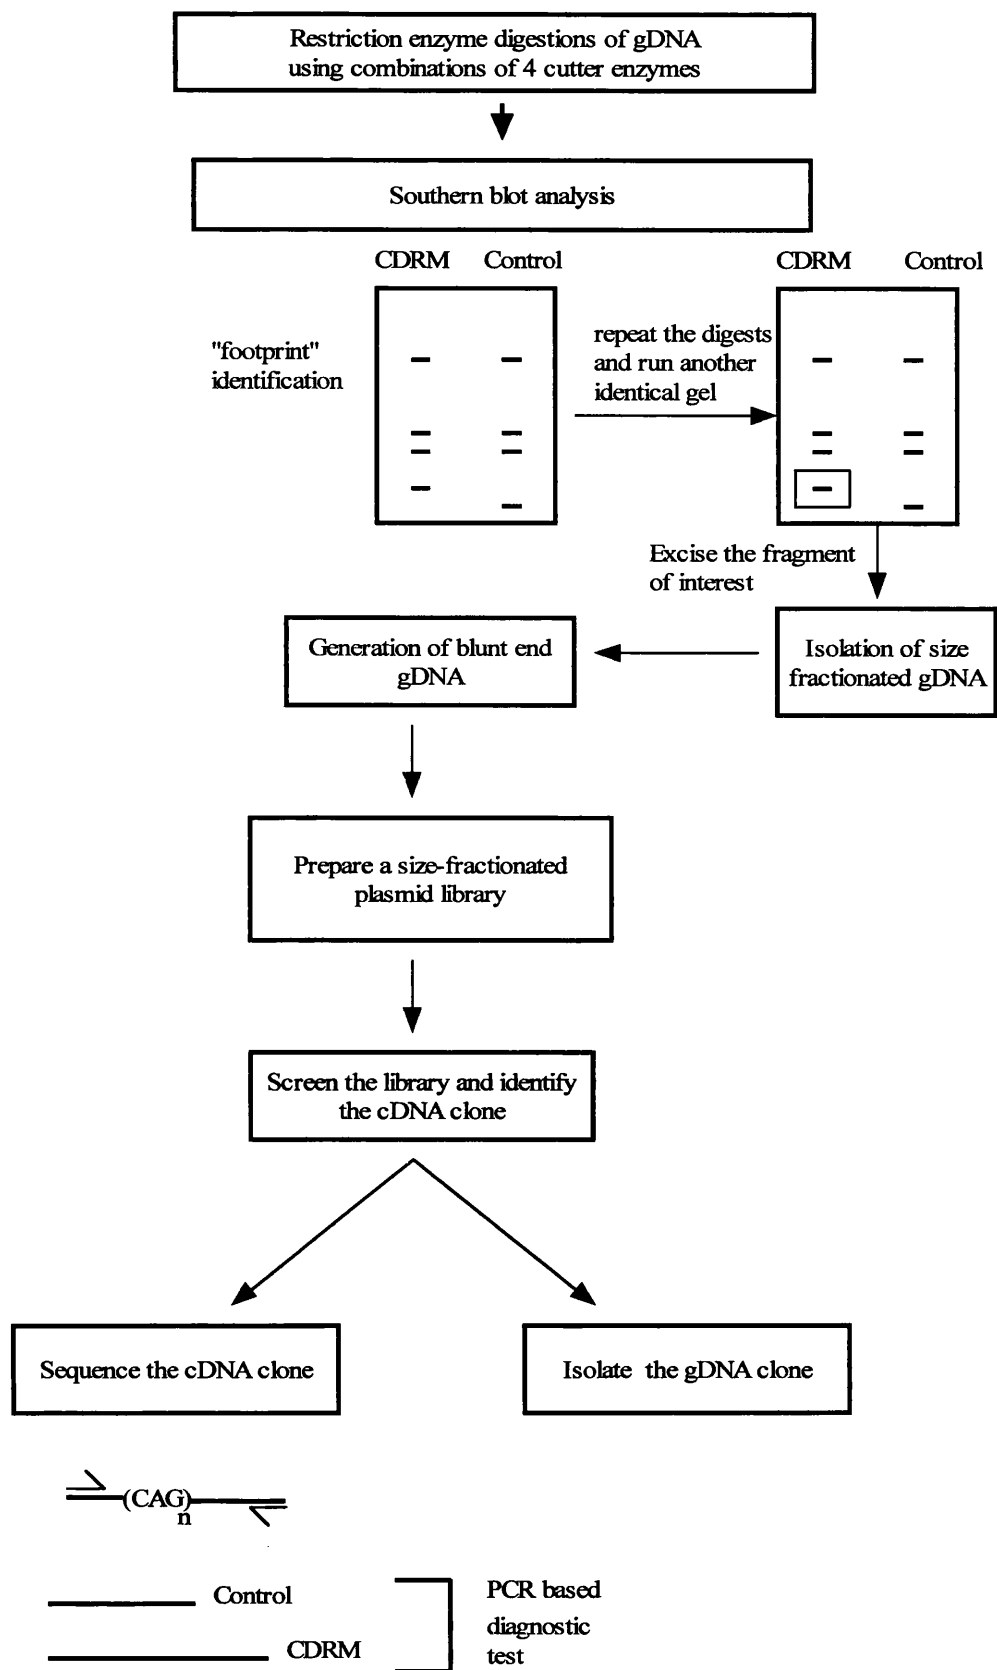 Restriction enzyme digestions of gDNA
using combinations of 4 cutter enzymes
Southern blot analysis
CDRM Control
CDRM Control
"footprint"
identification
repeat the digests
and run another
identical gel
Excise the fragment
of interest
Isolation of size
fractionated gDNA
Generation of blunt end
gDNA
Prepare a size-fractionated
plasmid library
Screen the library and identify
the cDNA clone
Sequence the cDNA clone
Isolate the gDNA clone
(CAG)
n
Control
CDRM
PCR based
diagnostic
test